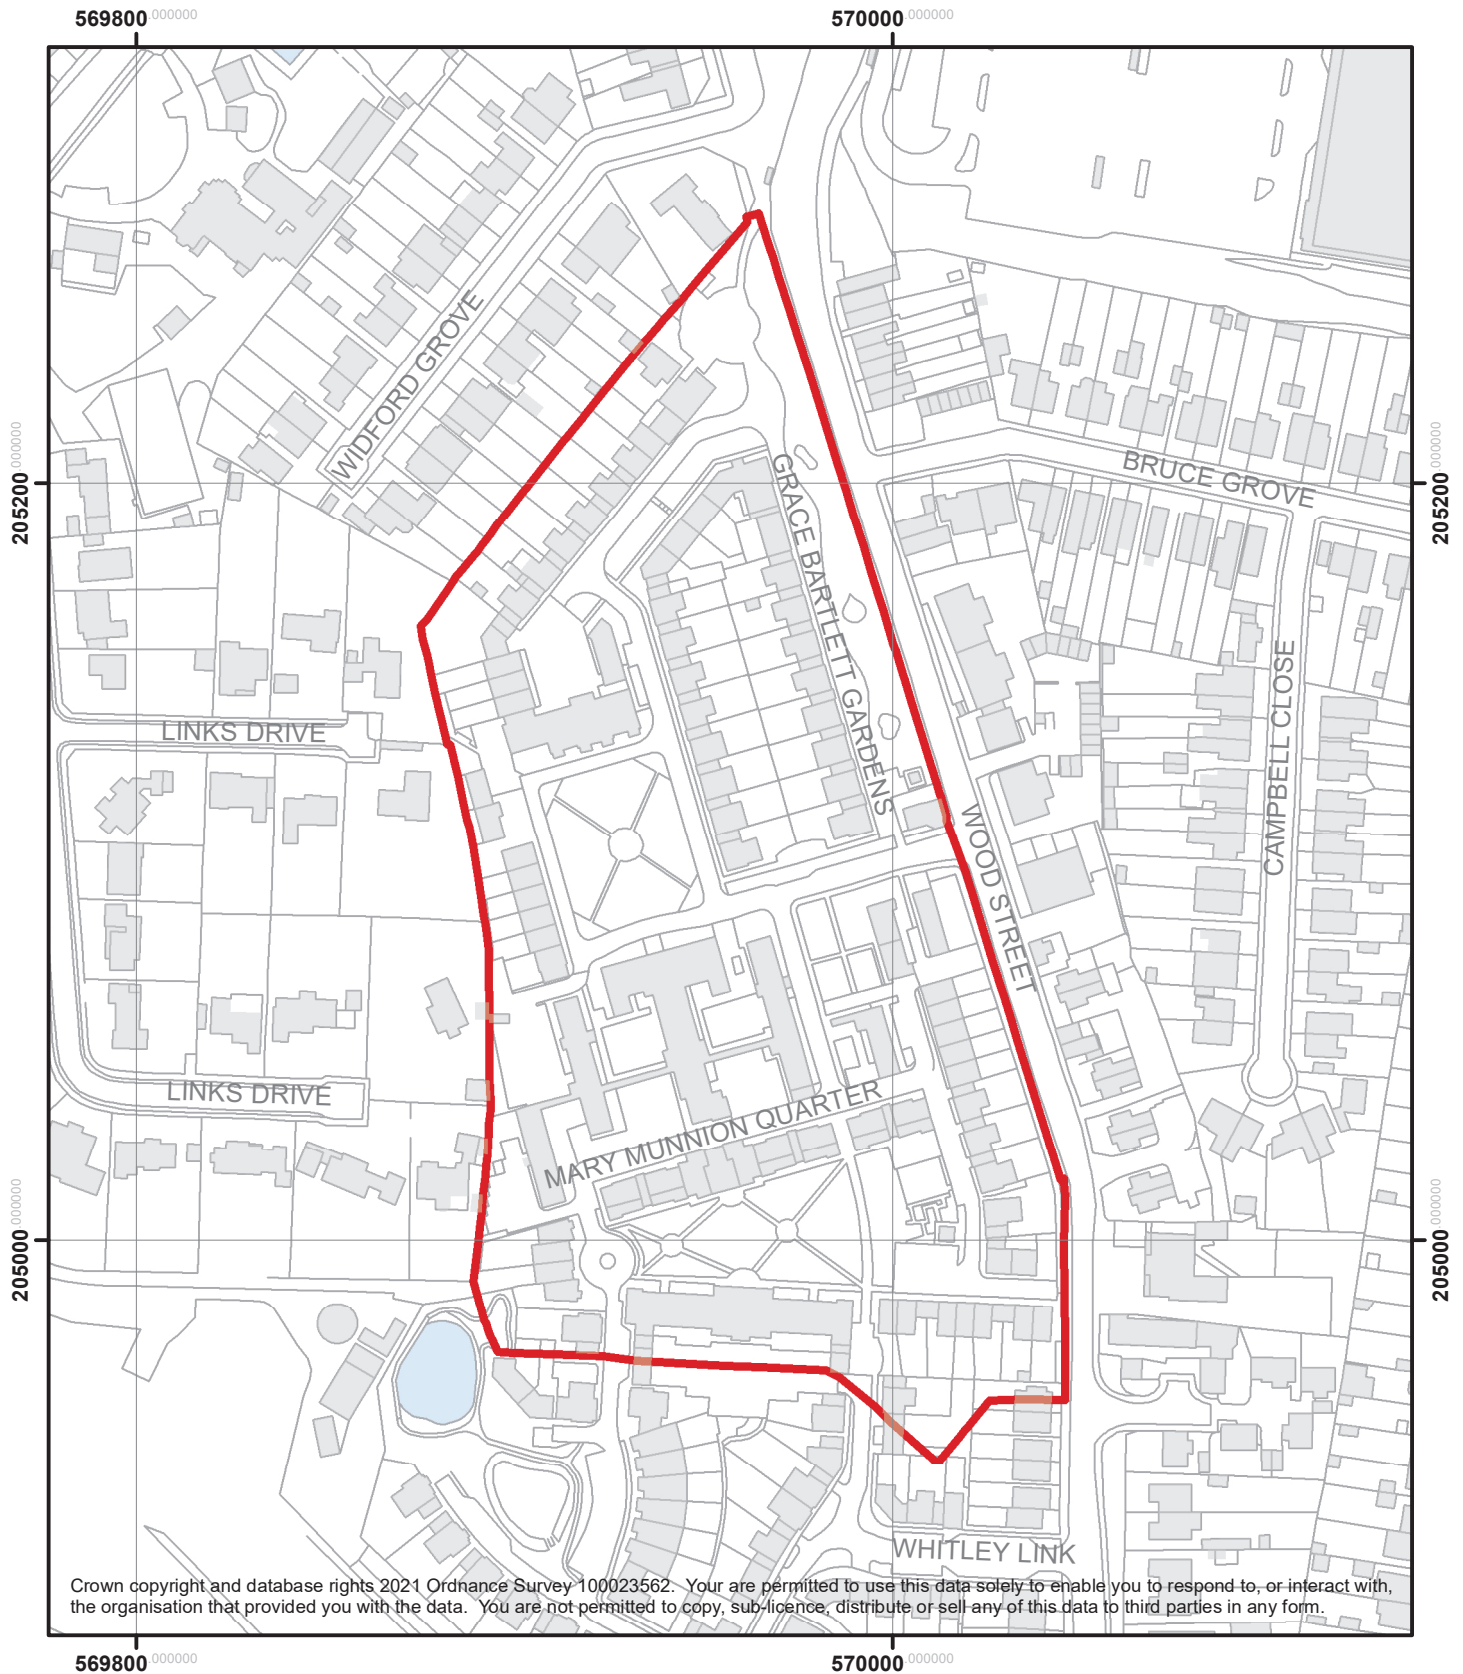 569800.000000
570000.000000
WIDFORD GROVE
BRUCE GROVE
205200.000000
205200.000000
GRACE BARTLETT GARDENS
LINKS DRIVE
CAMPBELL CLOSE
WOOD STREET
LINKS DRIVE
MARY MUNNION QUARTER
205000.000000
205000.000000
WHITLEY LINK
Crown copyright and database rights 2021 Ordnance Survey 100023562. Your are permitted to use this data solely to enable you to respond to, or interact with,
the organisation that provided you with the data. You are not permitted to copy, sub-licence, distribute or sell any of this data to third parties in any form.
569800.000000
570000.000000